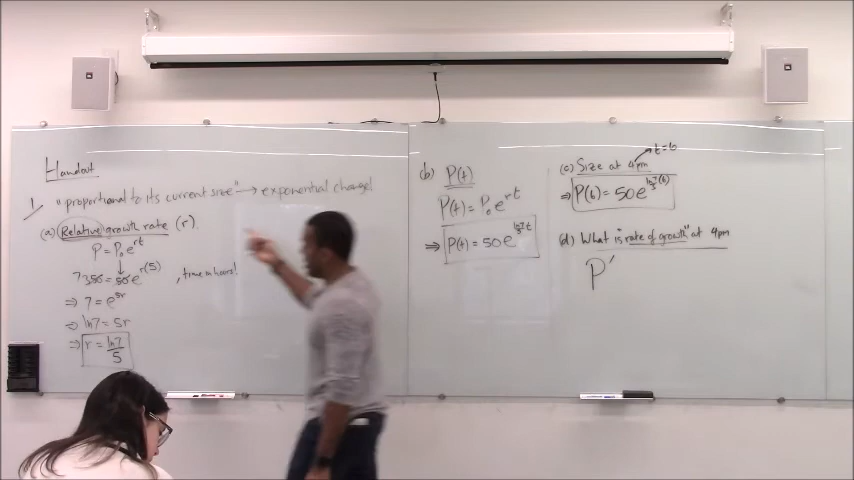 Handout
1/ "proportional to its current size" → exponential change!
(a) Relative growth rate (r).
P = P₀e^rt
7350 = 50e^r(5) , time in hours!
⇒ 7 = e^5r
⇒ ln7 = 5r
⇒ r = ln7/5
(b) P(t)
P(t) = P₀e^rt
⇒ P(t) = 50e^(ln7/5 t)
(c) Size at 4pm → t=6
⇒ P(t) = 50e^(ln7/5 (6))
(d) What is "rate of growth" at 4pm
P′